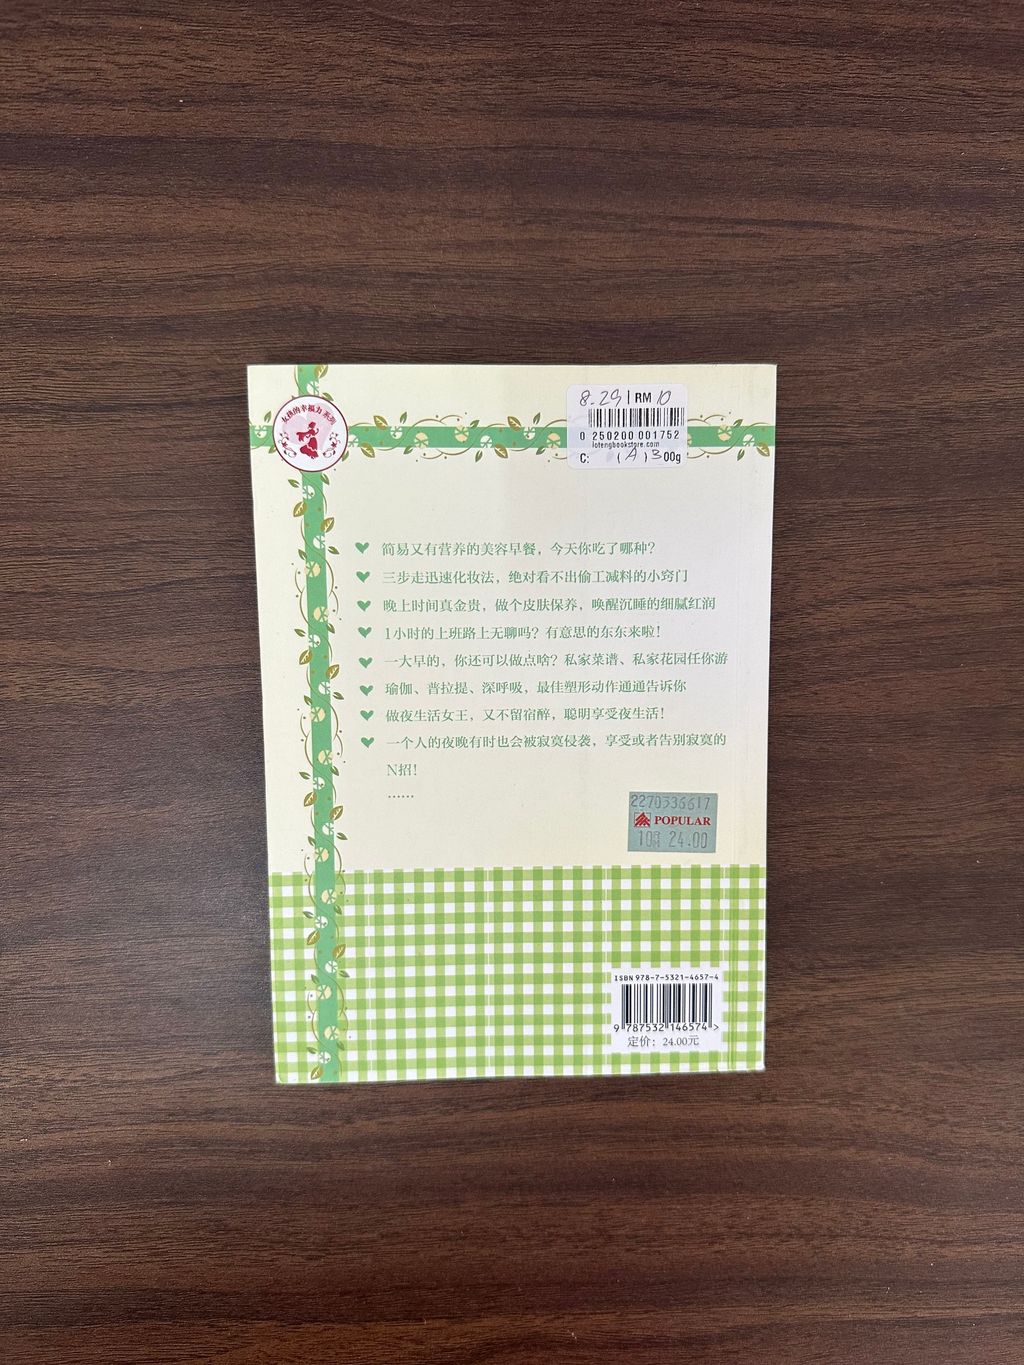 8.29 | RM 10
0 250200 001752
lotengbookstore.com
C: (A) 300g
女孩的幸福力 系列
简易又有营养的美容早餐，今天你吃了哪种？
三步走迅速化妆法，绝对看不出偷工减料的小窍门
晚上时间真金贵，做个皮肤保养，唤醒沉睡的细腻红润
1小时的上班路上无聊吗？有意思的东东来啦！
一大早的，你还可以做点啥？私家菜谱、私家花园任你游
瑜伽、普拉提、深呼吸，最佳塑形动作通通告诉你
做夜生活女王，又不留宿醉，聪明享受夜生活！
一个人的夜晚有时也会被寂寞侵袭，享受或者告别寂寞的
N招！
……
2270536617
POPULAR
24.00
ISBN 978-7-5321-4657-4
9 787532 146574 >
定价：24.00元